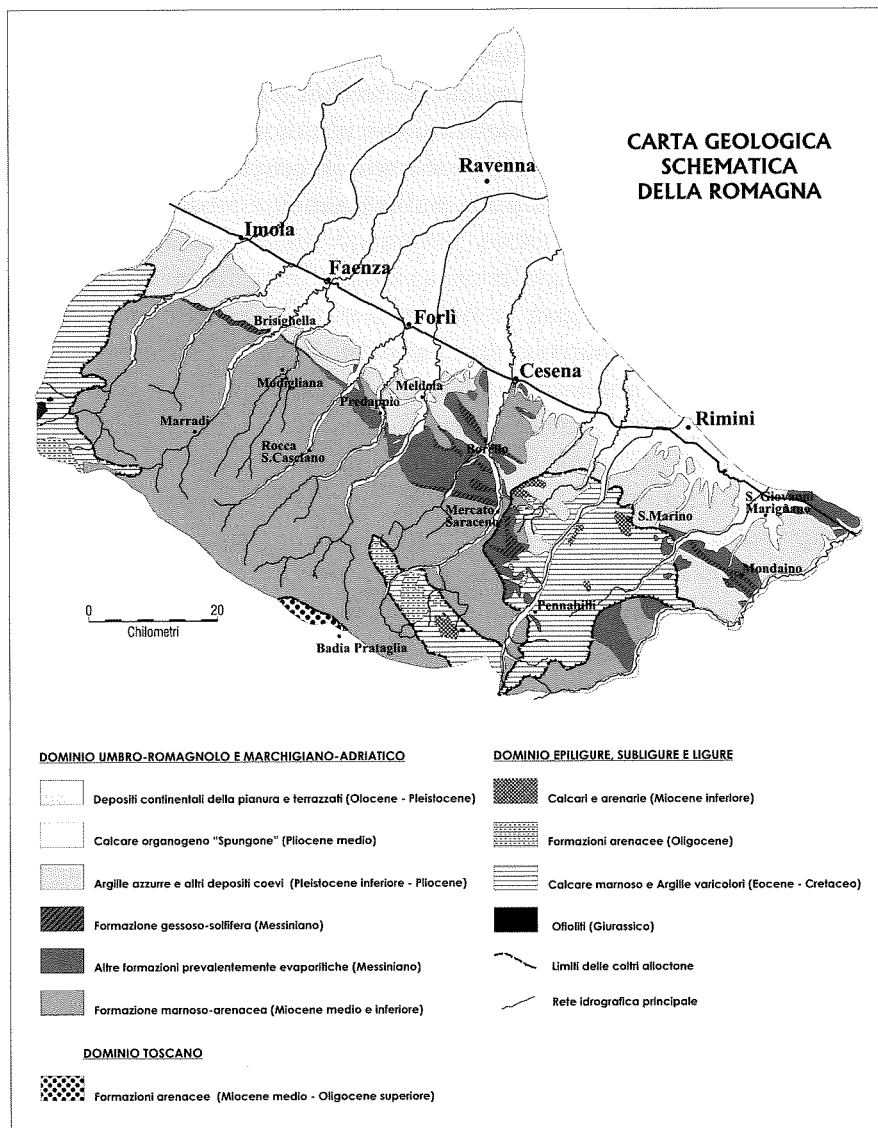 CARTA GEOLOGICA
SCHEMATICA
DELLA ROMAGNA
Ravenna
Imola
Faenza
Brisighella
Forlì
Cesena
Modigliana
Meldola
Predappio
Marradi
Rimini
Rocca
S.Casciano
Borello
S. Giovanni
Marignano
Mercato
Saraceno
S.Marino
Mondaino
Pennabilli
0 20
Chilometri
Badia Prataglia
DOMINIO UMBRO-ROMAGNOLO E MARCHIGIANO-ADRIATICO
Depositi continentali della pianura e terrazzati (Olocene - Pleistocene)
Calcare organogeno "Spungone" (Pliocene medio)
Argille azzurre e altri depositi coevi (Pleistocene inferiore - Pliocene)
Formazione gessoso-solfifera (Messiniano)
Altre formazioni prevalentemente evaporitiche (Messiniano)
Formazione marnoso-arenacea (Miocene medio e inferiore)
DOMINIO TOSCANO
Formazioni arenacee (Miocene medio - Oligocene superiore)
DOMINIO EPILIGURE, SUBLIGURE E LIGURE
Calcari e arenarie (Miocene inferiore)
Formazioni arenacee (Oligocene)
Calcare marnoso e Argille varicolori (Eocene - Cretaceo)
Ofioliti (Giurassico)
Limiti delle coltri alloctone
Rete idrografica principale